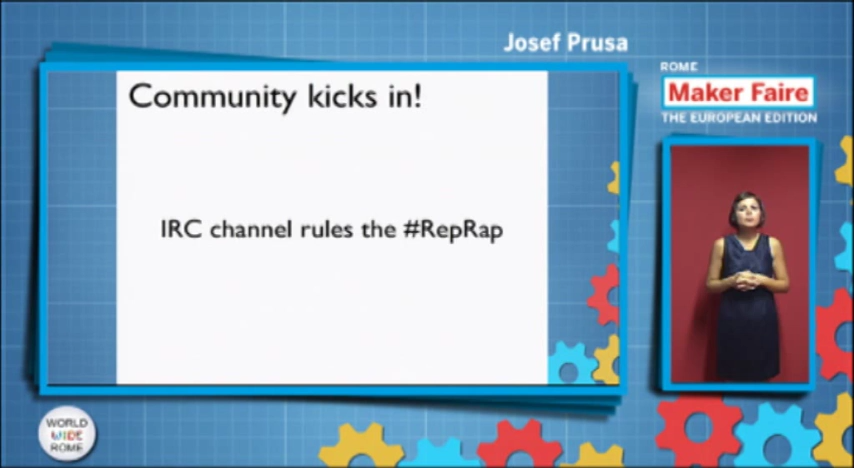 Josef Prusa
Community kicks in!
IRC channel rules the #RepRap
ROME
Maker Faire
THE EUROPEAN EDITION
WORLD
WIDE
ROME